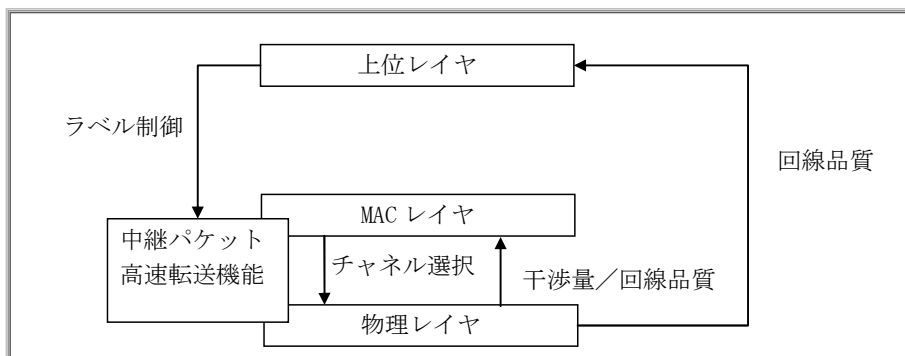 上位レイヤ
ラベル制御
回線品質
MAC レイヤ
中継パケット
高速転送機能
チャネル選択
干渉量／回線品質
物理レイヤ